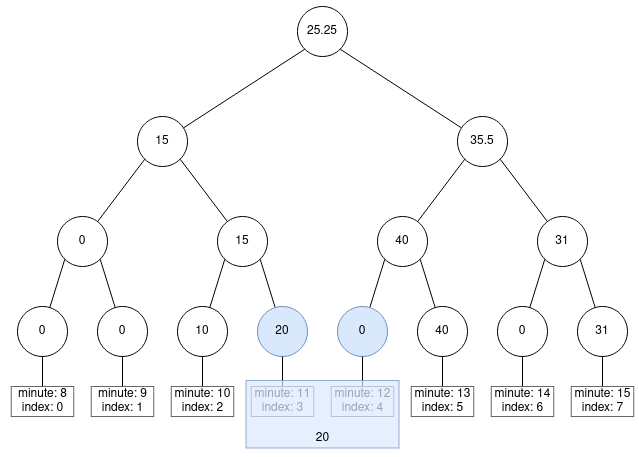 25.25
15
35.5
0
15
40
31
0
0
10
20
0
40
0
31
minute: 8
index: 0
minute: 9
index: 1
minute: 10
index: 2
minute: 11
index: 3
minute: 12
index: 4
minute: 13
index: 5
minute: 14
index: 6
minute: 15
index: 7
20